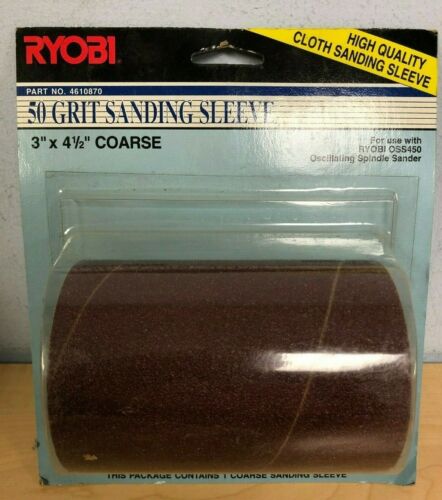 RYOBI
HIGH QUALITY
CLOTH SANDING SLEEVE
PART NO. 4610870
50 GRIT SANDING SLEEVE
3" x 4½" COARSE
For use with
RYOBI OSS450
Oscillating Spindle Sander
THIS PACKAGE CONTAINS 1 COARSE SANDING SLEEVE